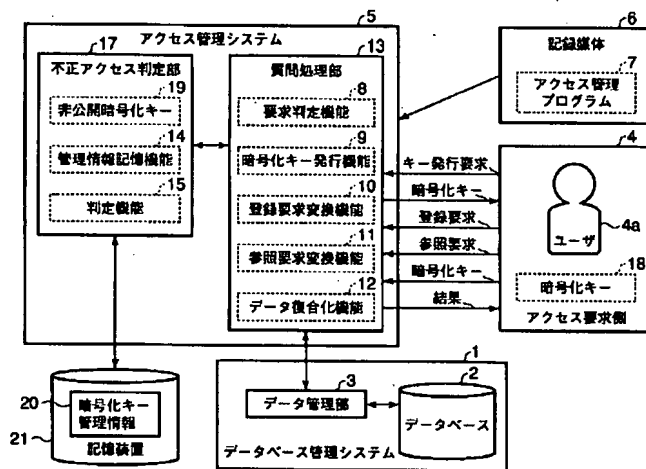 5
アクセス管理システム
17
不正アクセス判定部
19
非公開暗号化キー
14
管理情報記憶機能
15
判定機能
13
質問処理部
8
要求判定機能
9
暗号化キー発行機能
10
登録要求変換機能
11
参照要求変換機能
12
データ復合化機能
6
記録媒体
7
アクセス管理
プログラム
4
キー発行要求
暗号化キー
登録要求
参照要求
暗号化キー
結果
ユーザ
4a
18
暗号化キー
アクセス要求側
20
暗号化キー
管理情報
21
記憶装置
1
3
データ管理部
2
データベース
データベース管理システム